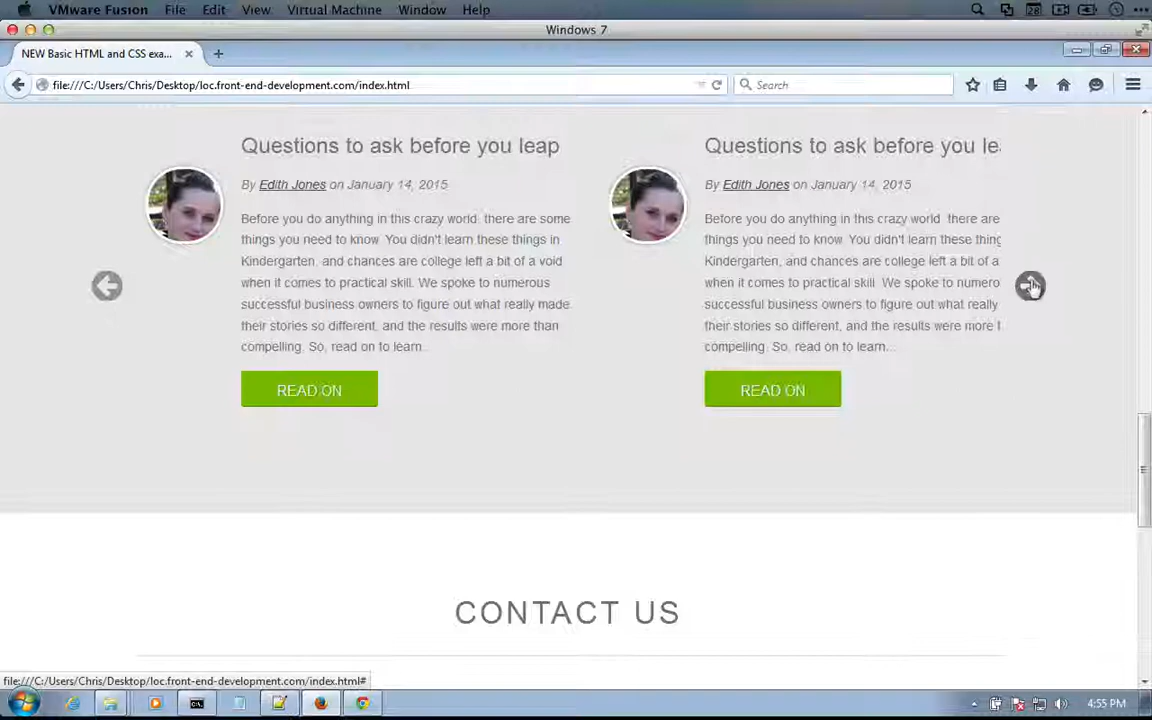 VMware Fusion File Edit View Virtual Machine Window Help
28
Windows 7
NEW Basic HTML and CSS exa...
file:///C:/Users/Chris/Desktop/loc.front-end-development.com/index.html
Search
Questions to ask before you leap
By Edith Jones on January 14, 2015
Before you do anything in this crazy world, there are some
things you need to know. You didn't learn these things in
Kindergarten, and chances are college left a bit of a void
when it comes to practical skill. We spoke to numerous
successful business owners to figure out what really made
their stories so different, and the results were more than
compelling. So, read on to learn...
READ ON
Questions to ask before you le
By Edith Jones on January 14, 2015
Before you do anything in this crazy world, there are
things you need to know. You didn't learn these thing
Kindergarten, and chances are college left a bit of a
when it comes to practical skill. We spoke to numero
successful business owners to figure out what really
their stories so different, and the results were more t
compelling. So, read on to learn...
READ ON
CONTACT US
file:///C:/Users/Chris/Desktop/loc.front-end-development.com/index.html#
4:55 PM